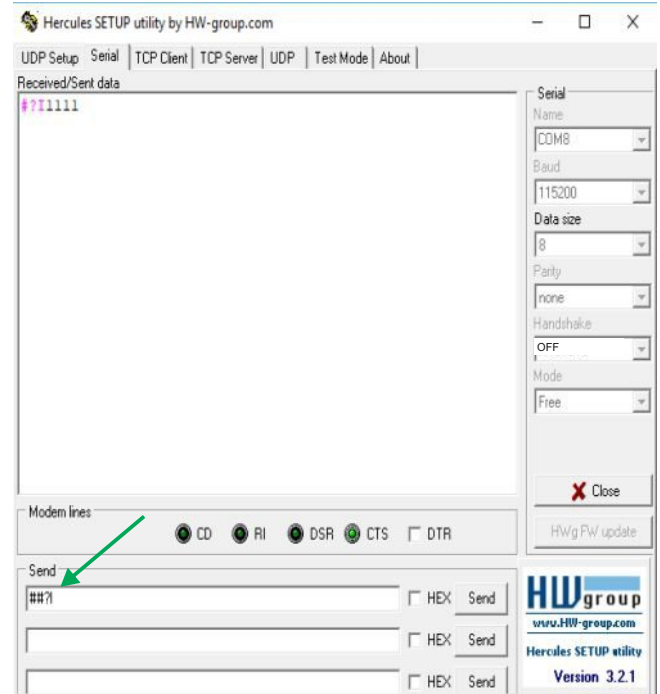 Hercules SETUP utility by HW-group.com
UDP Setup Serial TCP Client TCP Server UDP Test Mode About
Received/Sent data
#?I1111
Serial
Name
COM8
Baud
115200
Data size
8
Parity
none
Handshake
OFF
Mode
Free
Close
HWg FW update
Modem lines
CD RI DSR CTS DTR
Send
##?I HEX Send
HEX Send
HEX Send
HW group
www.HW-group.com
Hercules SETUP utility
Version 3.2.1